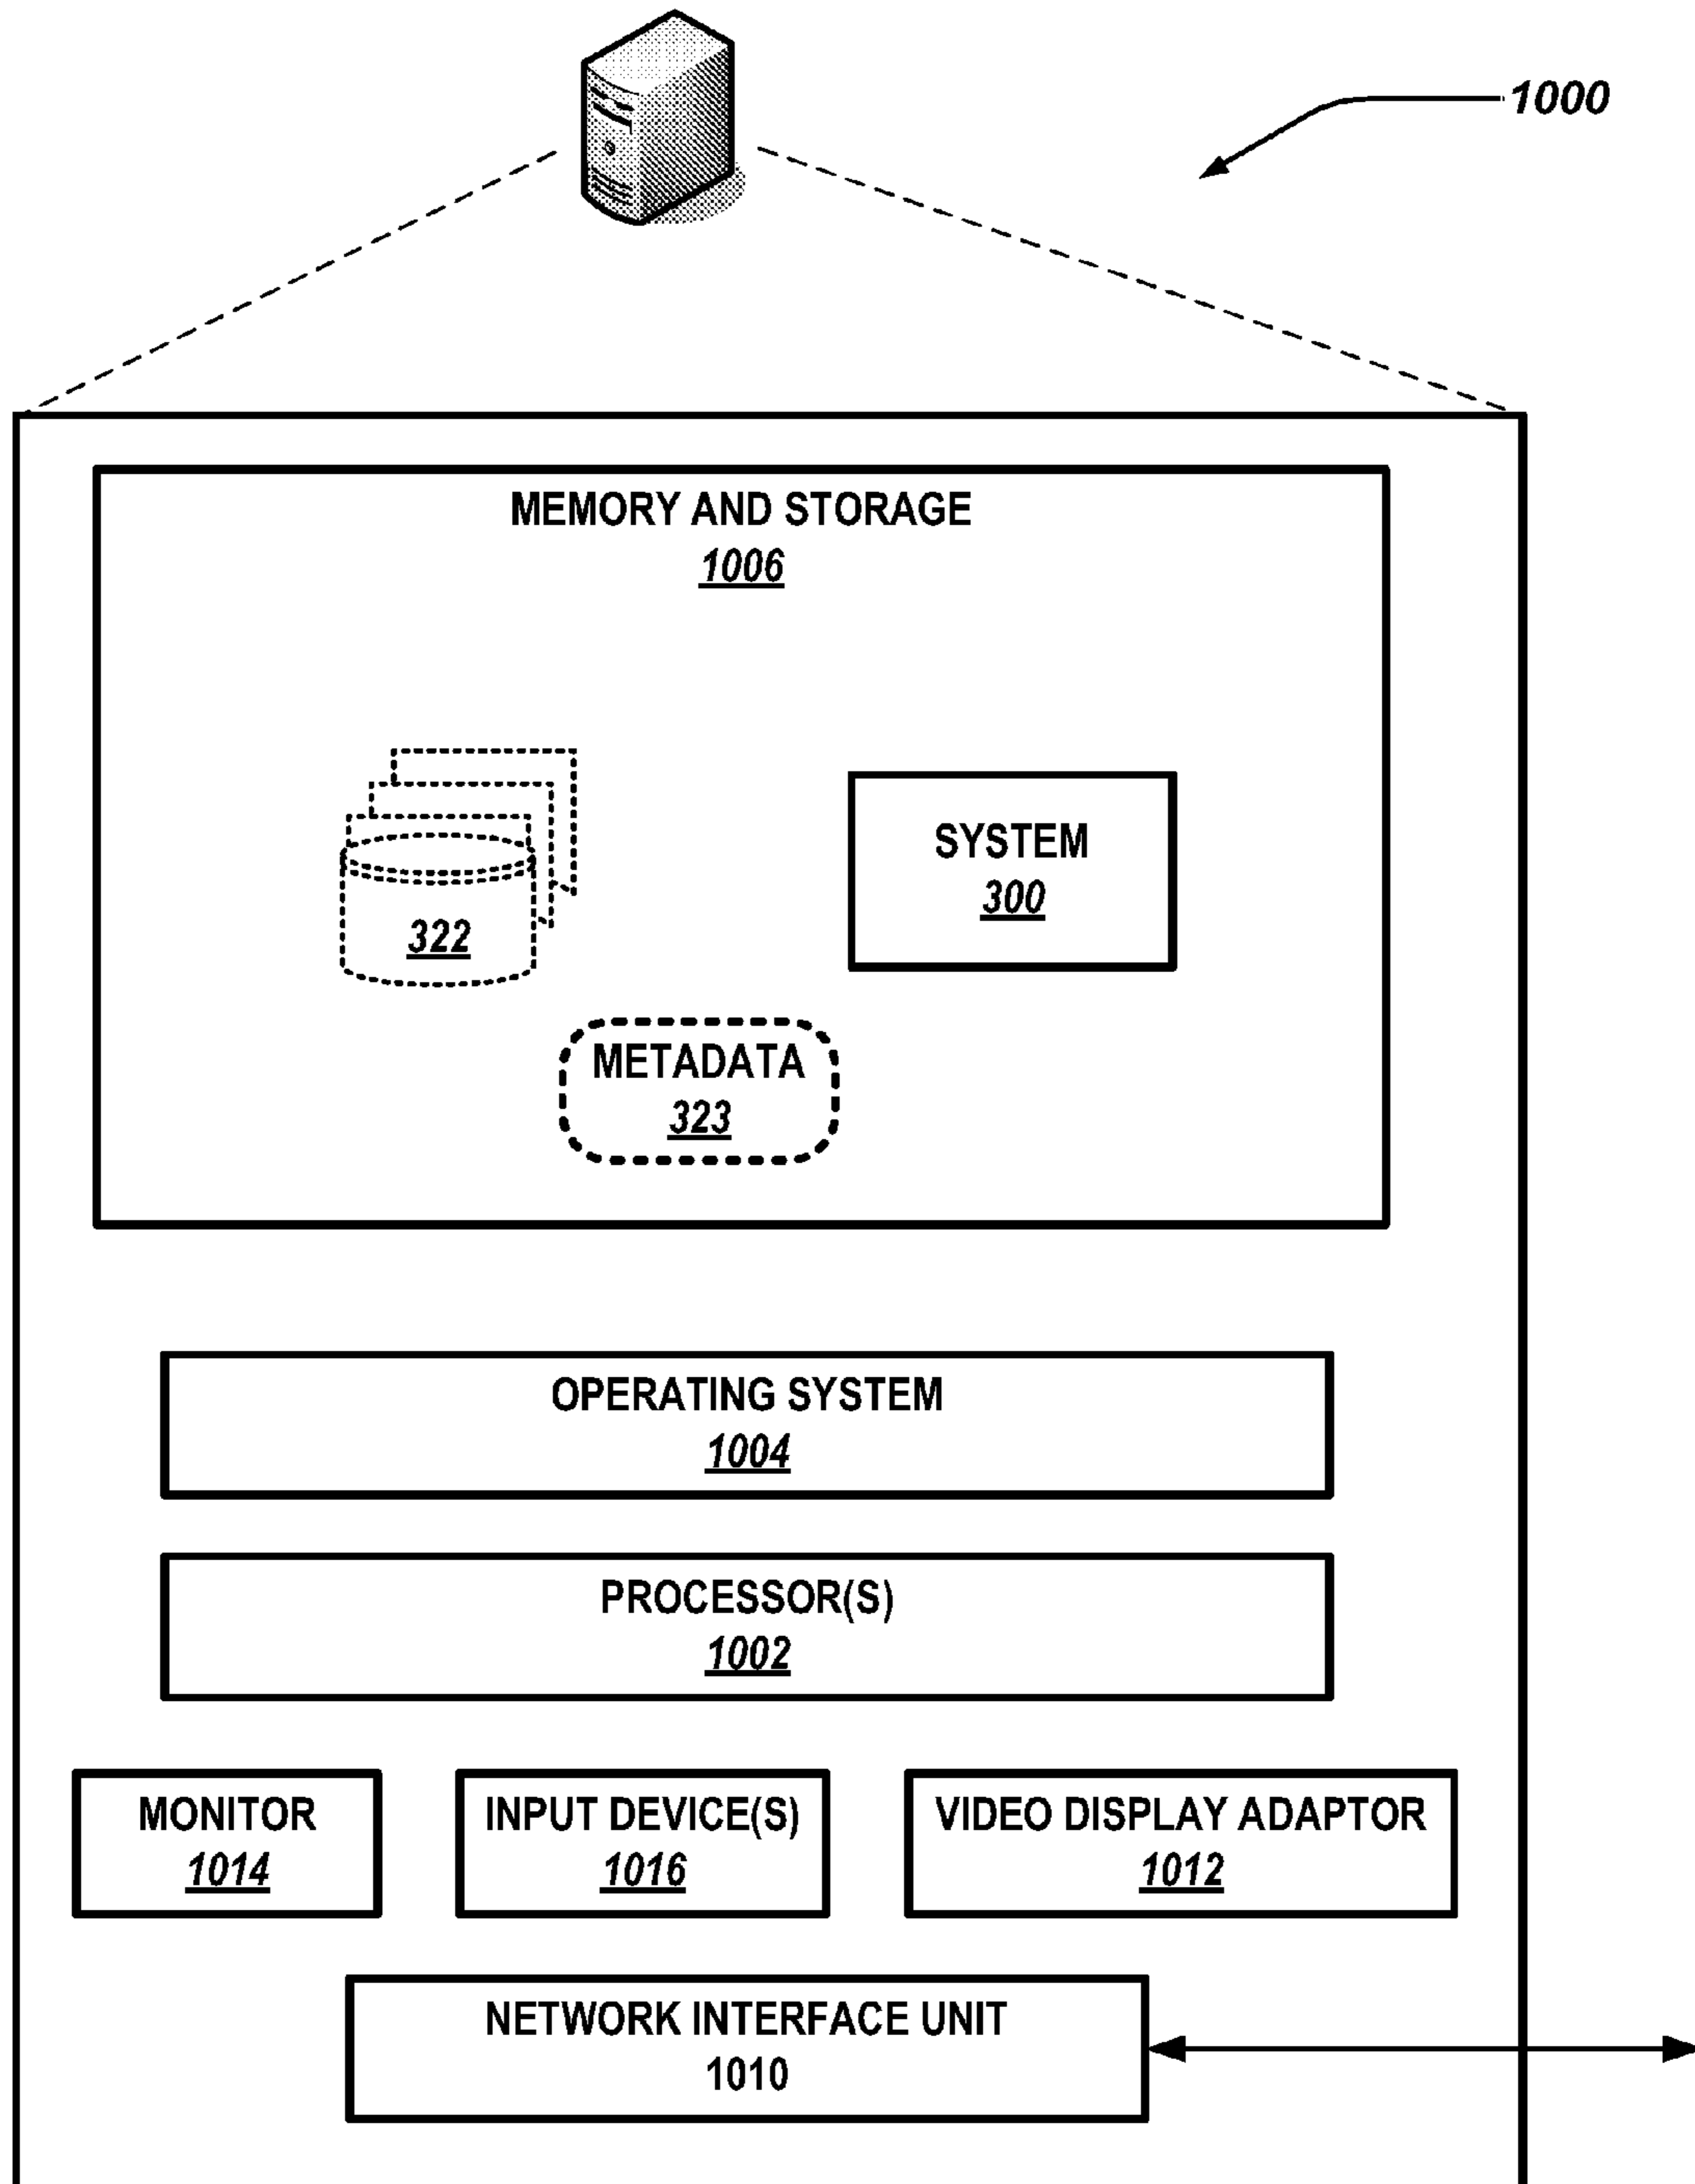 1000
MEMORY AND STORAGE
1006
SYSTEM
300
322
METADATA
323
OPERATING SYSTEM
1004
PROCESSOR(S)
1002
MONITOR
1014
INPUT DEVICE(S)
1016
VIDEO DISPLAY ADAPTOR
1012
NETWORK INTERFACE UNIT
1010